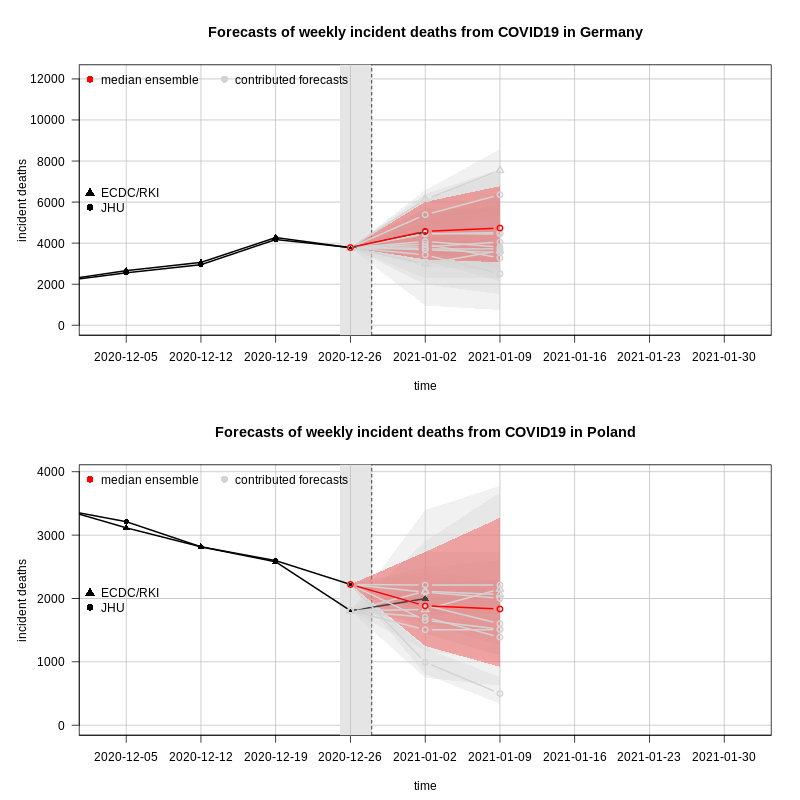 Forecasts of weekly incident deaths from COVID19 in Germany
median ensemble
contributed forecasts
12000
10000
8000
6000
4000
2000
0
incident deaths
ECDC/RKI
JHU
2020-12-05 2020-12-12 2020-12-19 2020-12-26 2021-01-02 2021-01-09 2021-01-16 2021-01-23 2021-01-30
time
Forecasts of weekly incident deaths from COVID19 in Poland
median ensemble
contributed forecasts
4000
3000
2000
1000
0
incident deaths
ECDC/RKI
JHU
2020-12-05 2020-12-12 2020-12-19 2020-12-26 2021-01-02 2021-01-09 2021-01-16 2021-01-23 2021-01-30
time